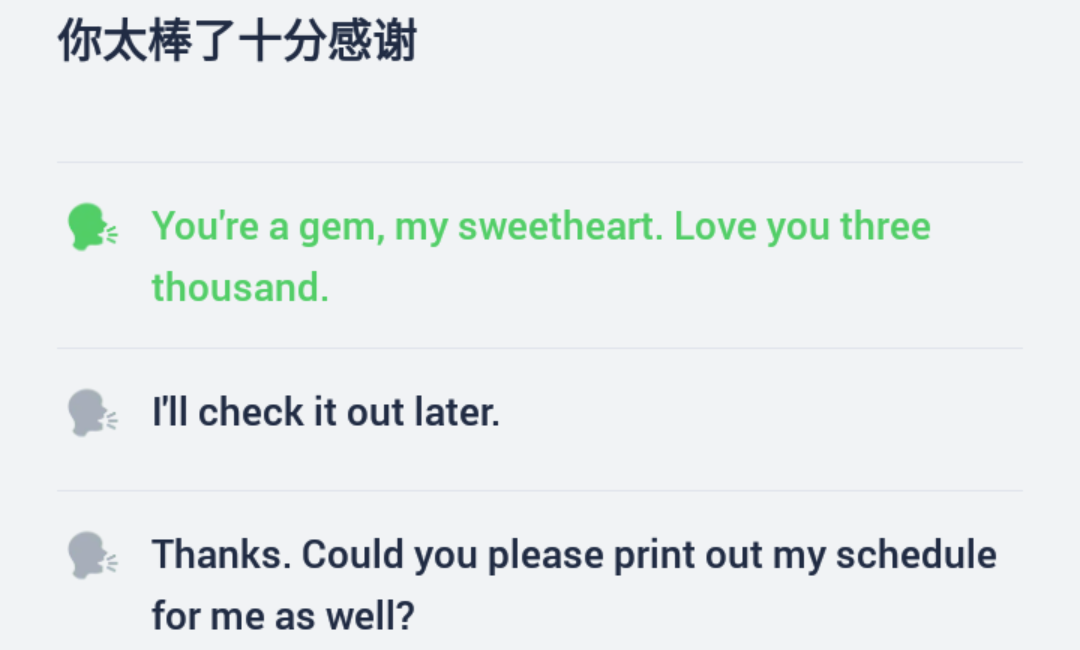 你太棒了十分感谢
You're a gem, my sweetheart. Love you three
thousand.
I'll check it out later.
Thanks. Could you please print out my schedule
for me as well?